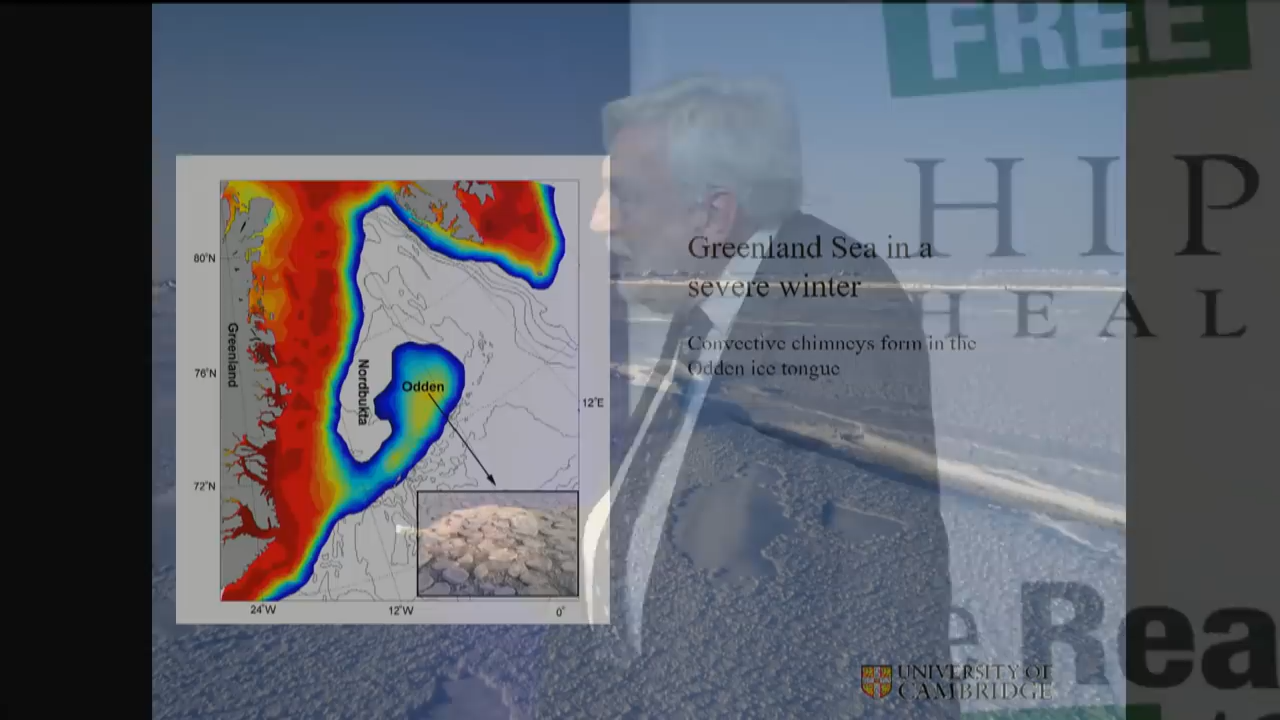 FREE
HIP
HEAL
Greenland Sea in a
severe winter
Convective chimneys form in the
Odden ice tongue
80°N
76°N
72°N
Greenland
Nordbukta
Odden
12°E
24°W
12°W
0°
e Rea
UNIVERSITY OF
CAMBRIDGE